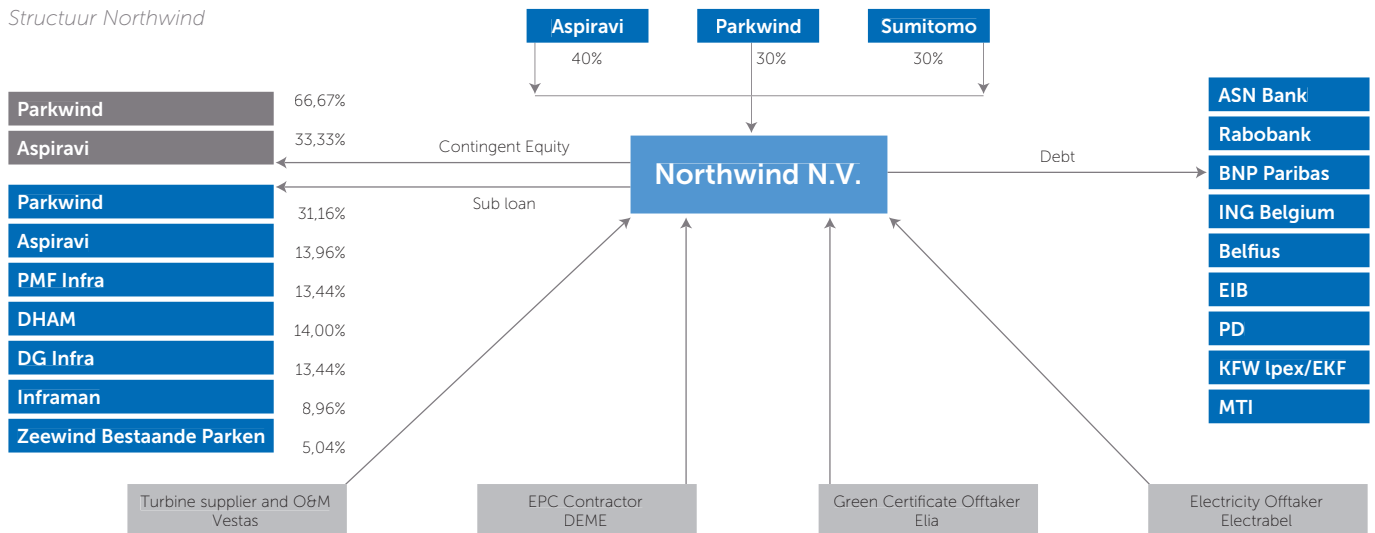 Structuur Northwind
Aspiravi
Parkwind
Sumitomo
40%
30%
30%
Parkwind
66,67%
Aspiravi
33,33%
Contingent Equity
Sub loan
Northwind N.V.
Debt
Parkwind
31,16%
Aspiravi
13,96%
PMF Infra
13,44%
DHAM
14,00%
DG Infra
13,44%
Inframan
8,96%
Zeewind Bestaande Parken
5,04%
ASN Bank
Rabobank
BNP Paribas
ING Belgium
Belfius
EIB
PD
KFW lpex/EKF
MTI
Turbine supplier and O&M
Vestas
EPC Contractor
DEME
Green Certificate Offtaker
Elia
Electricity Offtaker
Electrabel